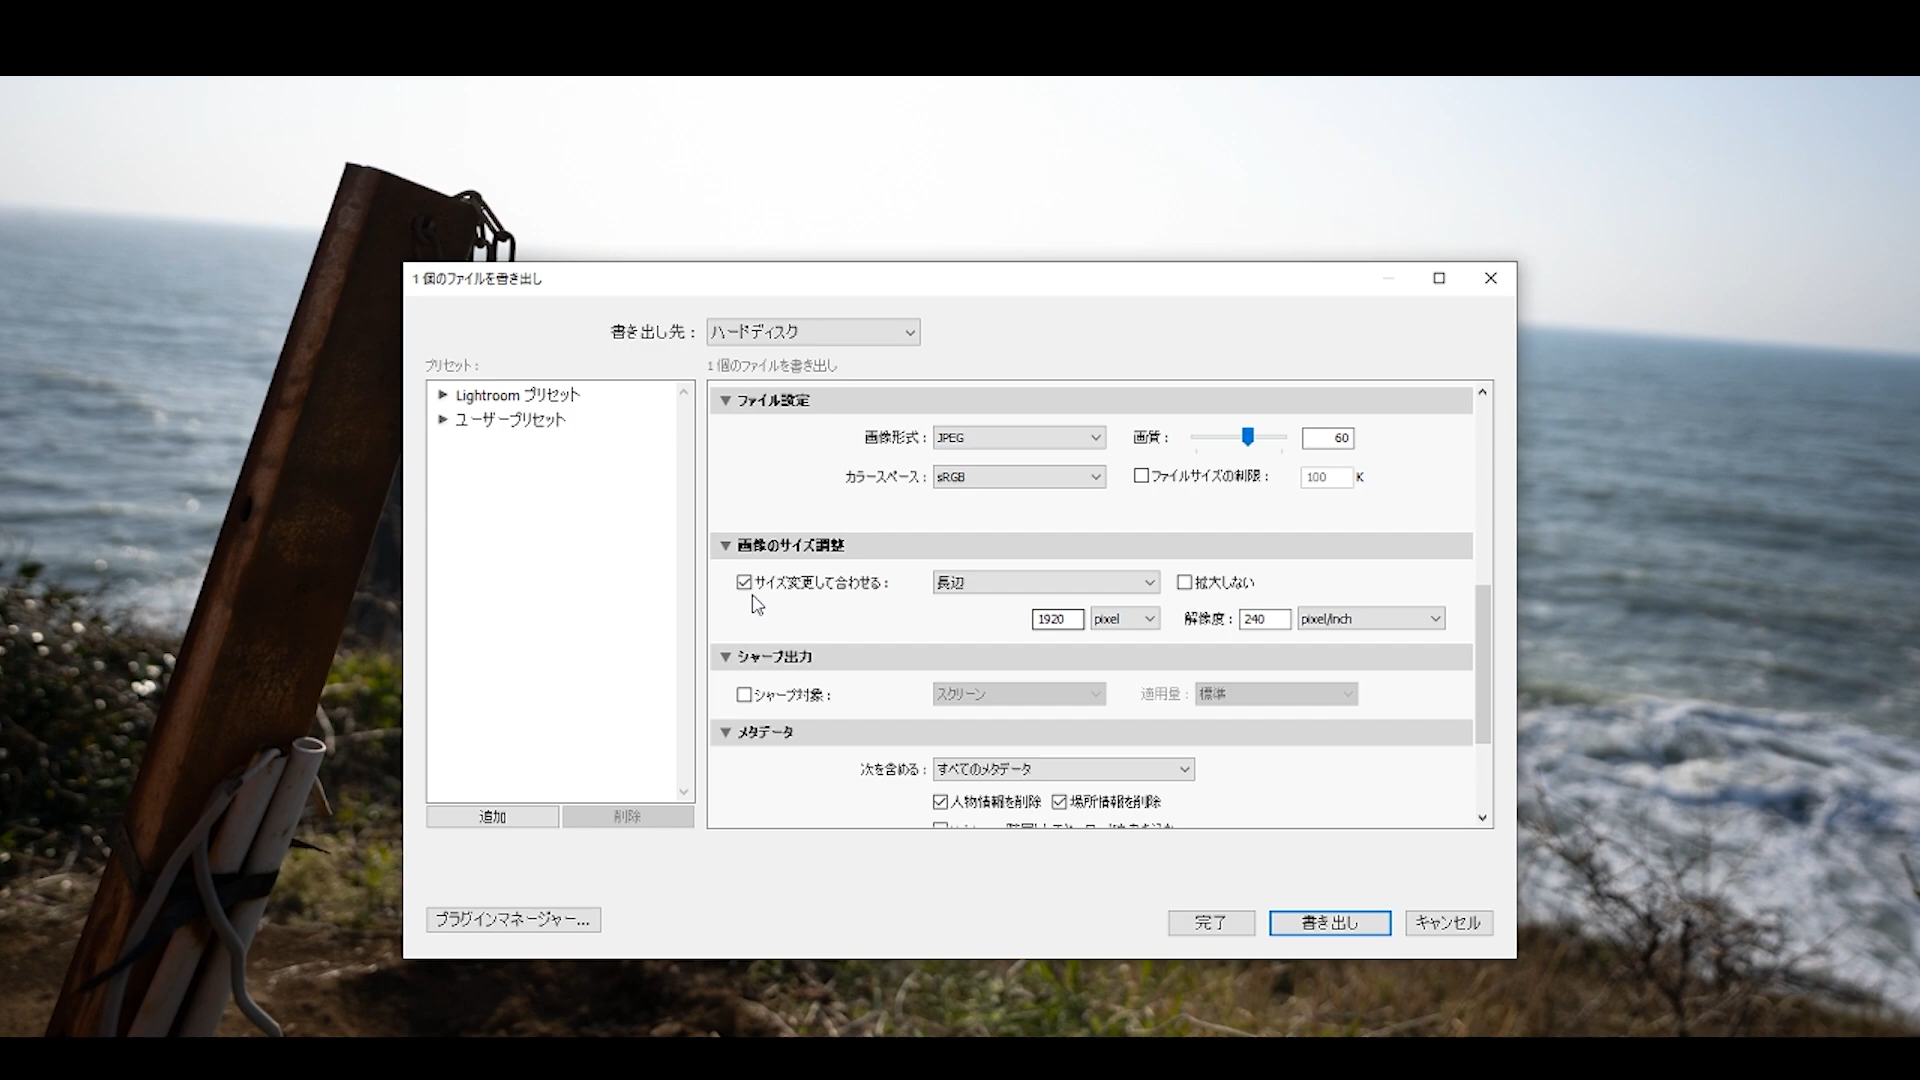 1 個のファイルを書き出し
書き出し先： ハードディスク
プリセット：
1 個のファイルを書き出し
Lightroom プリセット
ユーザープリセット
追加
削除
ファイル設定
画像形式： JPEG 画質： 60
カラースペース： sRGB ファイルサイズの制限： 100 K
画像のサイズ調整
サイズ変更して合わせる： 長辺 拡大しない
1920 pixel 解像度： 240 pixel/inch
シャープ出力
シャープ対象： スクリーン 適用量： 標準
メタデータ
次を含める： すべてのメタデータ
人物情報を削除 場所情報を削除
プラグインマネージャー...
完了 書き出し キャンセル